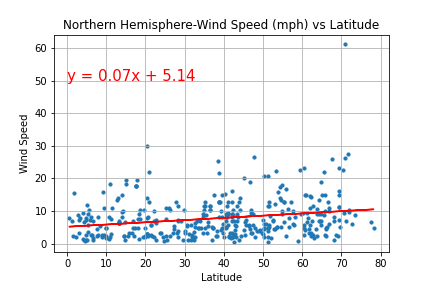 Northern Hemisphere-Wind Speed (mph) vs Latitude
60
50
40
30
20
10
0
Wind Speed
y = 0.07x + 5.14
0 10 20 30 40 50 60 70 80
Latitude